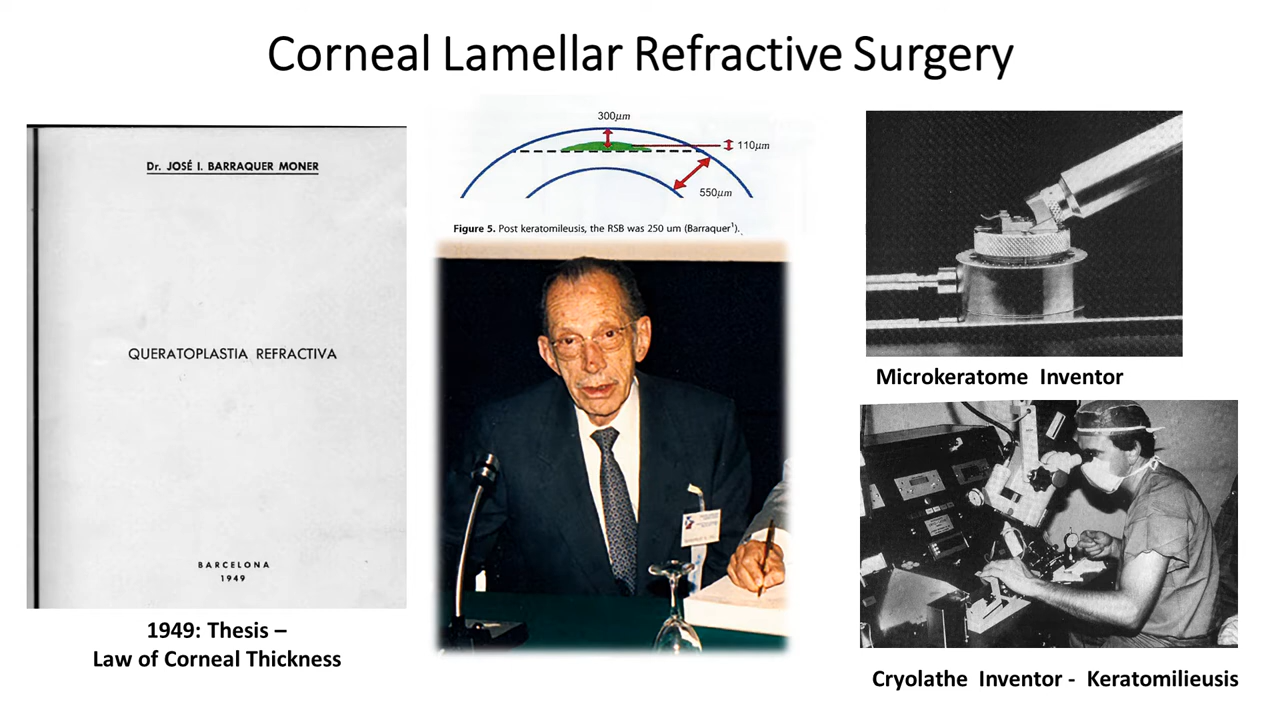 Corneal Lamellar Refractive Surgery
Dr. JOSÉ I. BARRAQUER MONER
QUERATOPLASTIA REFRACTIVA
BARCELONA
1949
1949: Thesis –
Law of Corneal Thickness
300μm
110μm
550μm
Figure 5. Post keratomileusis, the RSB was 250 um (Barraquer¹).
Microkeratome Inventor
Cryolathe Inventor - Keratomilieusis